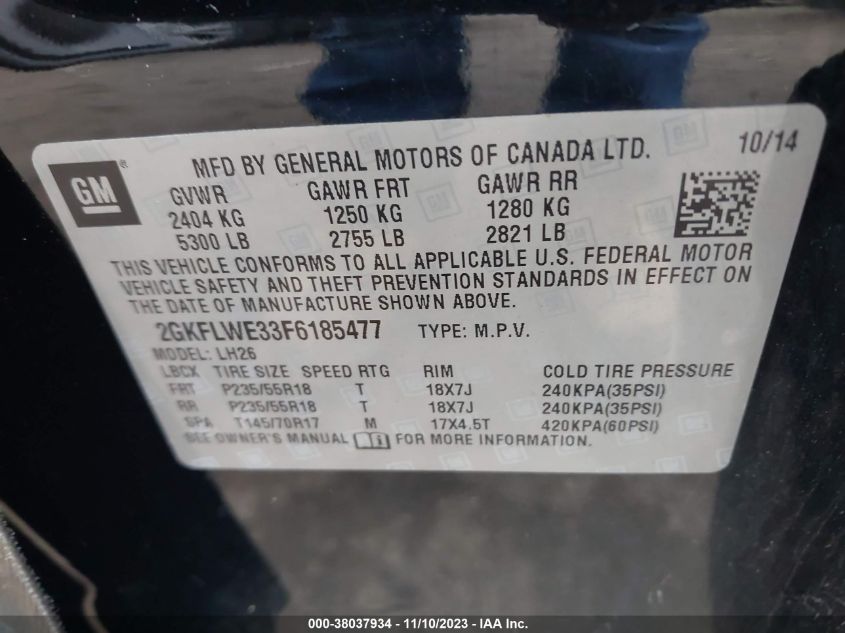 GM
®
MFD BY GENERAL MOTORS OF CANADA LTD. 10/14
GVWR GAWR FRT GAWR RR
2404 KG 1250 KG 1280 KG
5300 LB 2755 LB 2821 LB
THIS VEHICLE CONFORMS TO ALL APPLICABLE U.S. FEDERAL MOTOR
VEHICLE SAFETY AND THEFT PREVENTION STANDARDS IN EFFECT ON
THE DATE OF MANUFACTURE SHOWN ABOVE.
2GKFLWE33F6185477 TYPE: M.P.V.
MODEL: LH26
LBCX TIRE SIZE SPEED RTG RIM COLD TIRE PRESSURE
FRT P235/55R18 T 18X7J 240KPA(35PSI)
RR P235/55R18 T 18X7J 240KPA(35PSI)
SPA T145/70R17 M 17X4.5T 420KPA(60PSI)
SEE OWNER'S MANUAL FOR MORE INFORMATION.
000-38037934 - 11/10/2023 - IAA Inc.